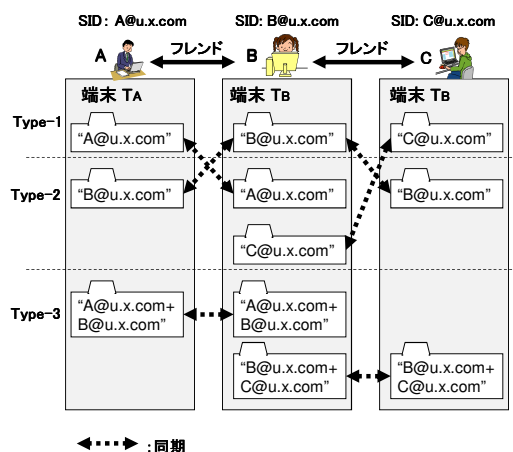 SID: A@u.x.com SID: B@u.x.com SID: C@u.x.com
A フレンド B フレンド C
端末 TA 端末 TB 端末 TB
Type-1
“A@u.x.com” “B@u.x.com” “C@u.x.com”
Type-2
“B@u.x.com” “A@u.x.com” “B@u.x.com”
“C@u.x.com”
Type-3
“A@u.x.com+ “A@u.x.com+
B@u.x.com” B@u.x.com”
“B@u.x.com+ “B@u.x.com+
C@u.x.com” C@u.x.com”
:同期